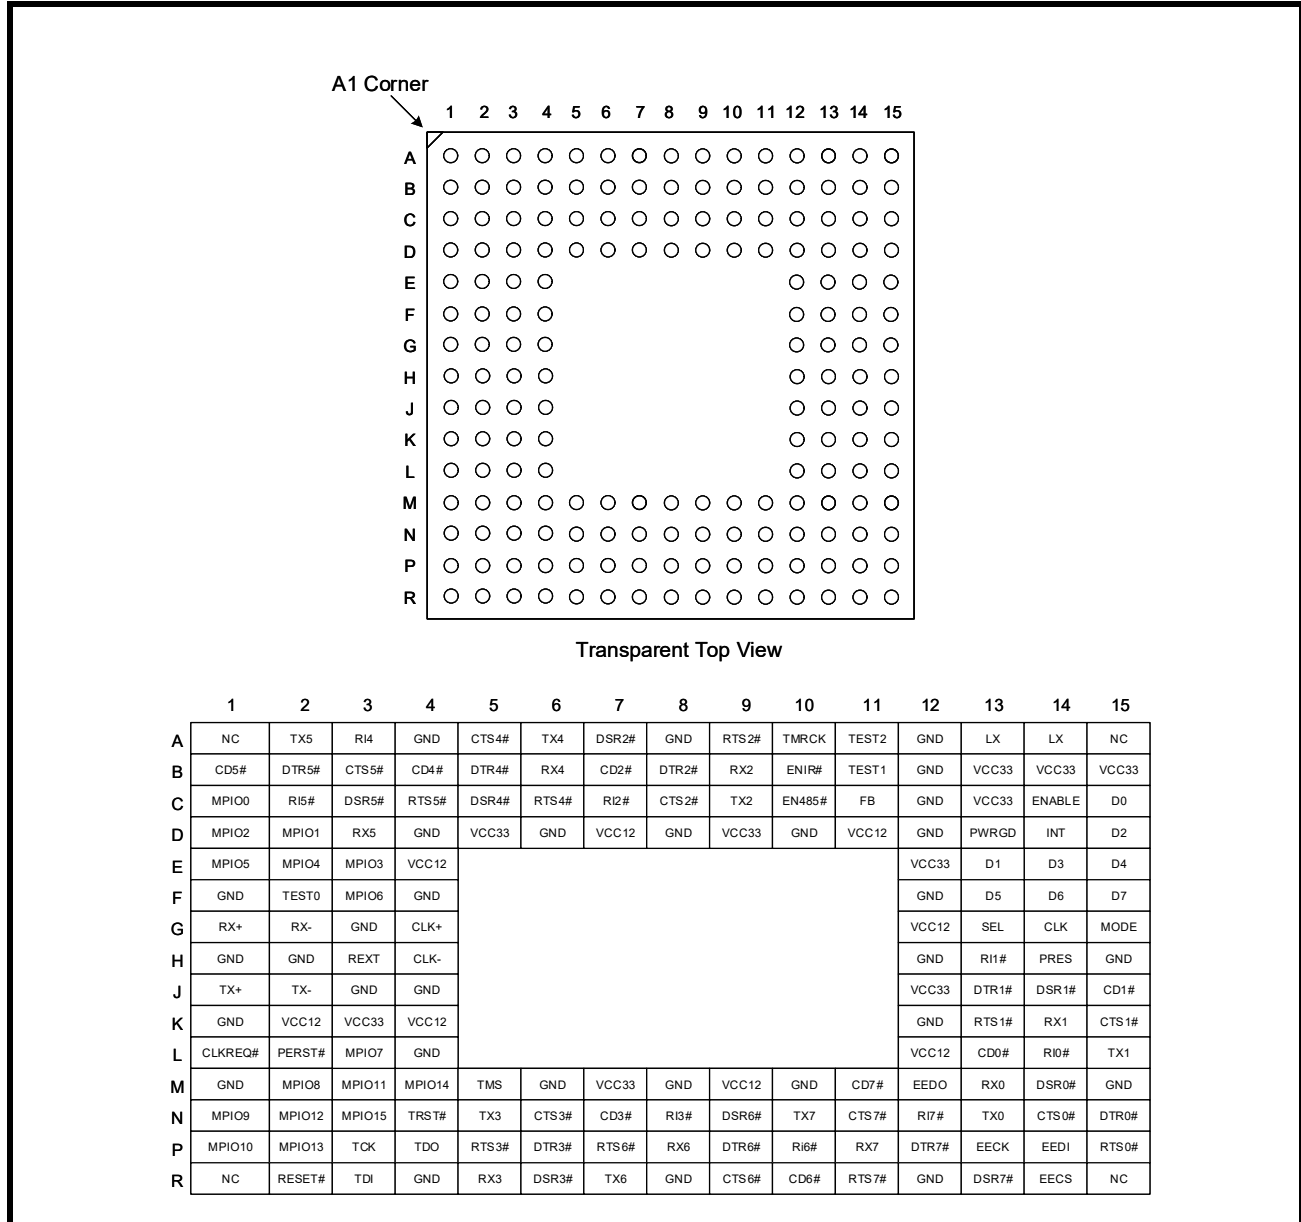 A1 Corner
1 2 3 4 5 6 7 8 9 10 11 12 13 14 15
A
B
C
D
E
F
G
H
J
K
L
M
N
P
R
Transparent Top View
1 2 3 4 5 6 7 8 9 10 11 12 13 14 15
A NC TX5 RI4 GND CTS4# TX4 DSR2# GND RTS2# TMRCK TEST2 GND LX LX NC
B CD5# DTR5# CTS5# CD4# DTR4# RX4 CD2# DTR2# RX2 ENIR# TEST1 GND VCC33 VCC33 VCC33
C MPIO0 RI5# DSR5# RTS5# DSR4# RTS4# RI2# CTS2# TX2 EN485# FB GND VCC33 ENABLE D0
D MPIO2 MPIO1 RX5 GND VCC33 GND VCC12 GND VCC33 GND VCC12 GND PWRGD INT D2
E MPIO5 MPIO4 MPIO3 VCC12 VCC33 D1 D3 D4
F GND TEST0 MPIO6 GND GND D5 D6 D7
G RX+ RX- GND CLK+ VCC12 SEL CLK MODE
H GND GND REXT CLK- GND RI1# PRES GND
J TX+ TX- GND GND VCC33 DTR1# DSR1# CD1#
K GND VCC12 VCC33 VCC12 GND RTS1# RX1 CTS1#
L CLKREQ# PERST# MPIO7 GND VCC12 CD0# RI0# TX1
M GND MPIO8 MPIO11 MPIO14 TMS GND VCC33 GND VCC12 GND CD7# EEDO RX0 DSR0# GND
N MPIO9 MPIO12 MPIO15 TRST# TX3 CTS3# CD3# RI3# DSR6# TX7 CTS7# RI7# TX0 CTS0# DTR0#
P MPIO10 MPIO13 TCK TDO RTS3# DTR3# RTS6# RX6 DTR6# Ri6# RX7 DTR7# EECK EEDI RTS0#
R NC RESET# TDI GND RX3 DSR3# TX6 GND CTS6# CD6# RTS7# GND DSR7# EECS NC